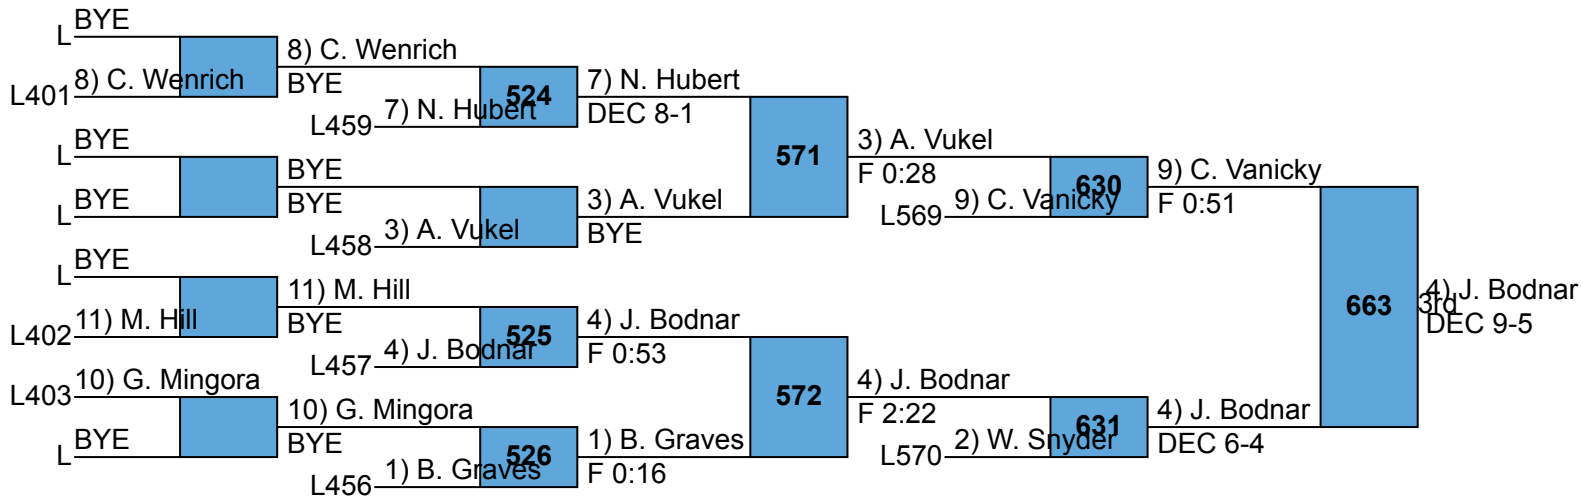 BYE
L
8) C. Wenrich
L401
8) C. Wenrich
BYE
7) N. Hubert
L459
524
7) N. Hubert
DEC 8-1
BYE
L
BYE
L
BYE
BYE
3) A. Vukel
L458
3) A. Vukel
BYE
571
3) A. Vukel
F 0:28
9) C. Vanicky
L569
630
9) C. Vanicky
F 0:51
BYE
L
11) M. Hill
L402
11) M. Hill
BYE
4) J. Bodnar
L457
525
4) J. Bodnar
F 0:53
10) G. Mingora
L403
BYE
L
10) G. Mingora
BYE
1) B. Graves
L456
526
1) B. Graves
F 0:16
572
4) J. Bodnar
F 2:22
2) W. Snyder
L570
631
4) J. Bodnar
DEC 6-4
663
3rd
4) J. Bodnar
DEC 9-5